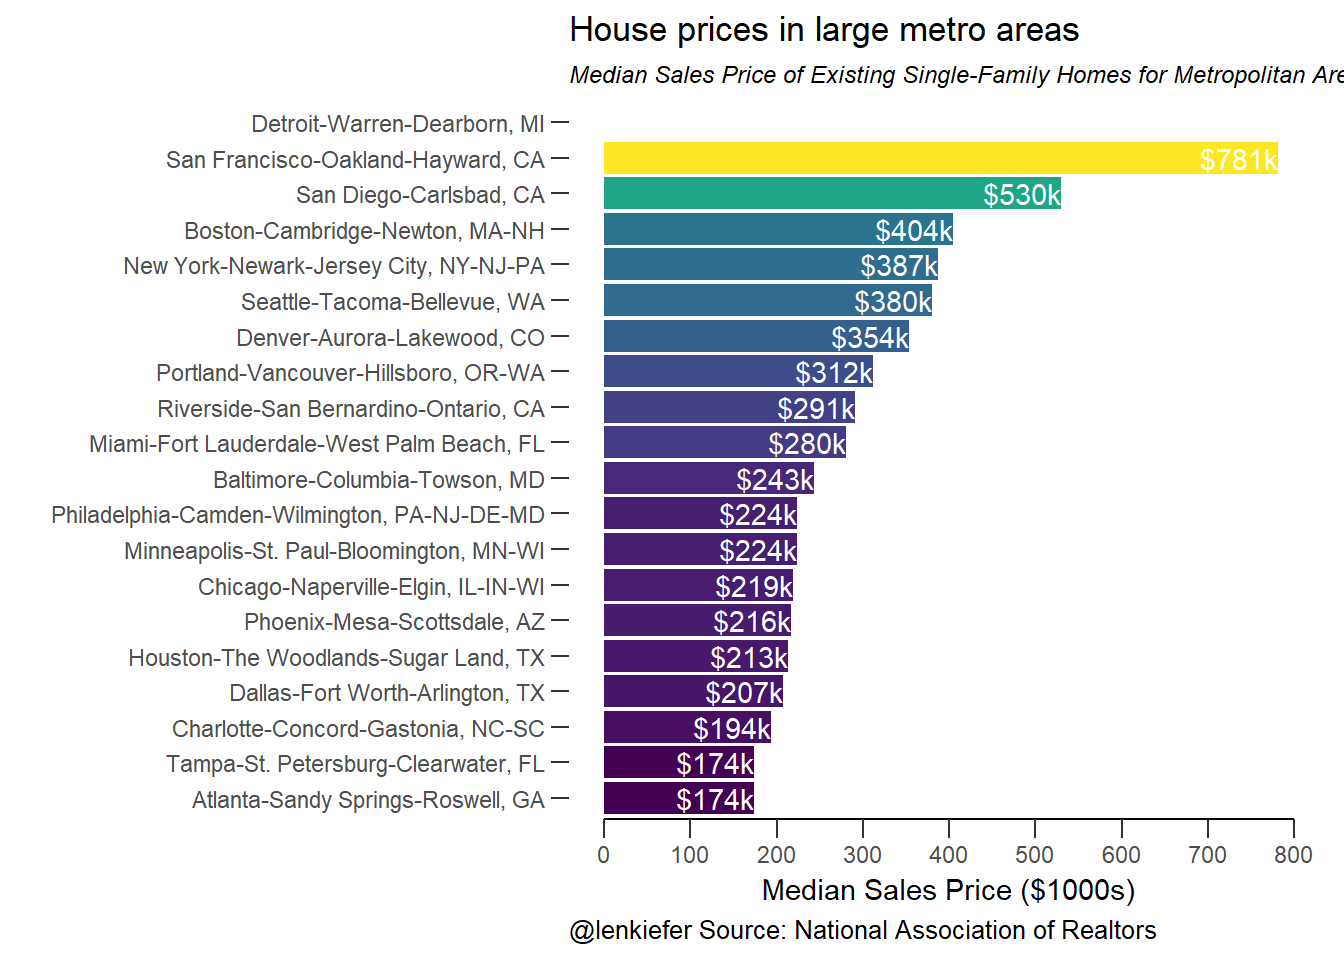 House prices in large metro areas
Median Sales Price of Existing Single-Family Homes for Metropolitan Are
Detroit-Warren-Dearborn, MI
San Francisco-Oakland-Hayward, CA $781k
San Diego-Carlsbad, CA $530k
Boston-Cambridge-Newton, MA-NH $404k
New York-Newark-Jersey City, NY-NJ-PA $387k
Seattle-Tacoma-Bellevue, WA $380k
Denver-Aurora-Lakewood, CO $354k
Portland-Vancouver-Hillsboro, OR-WA $312k
Riverside-San Bernardino-Ontario, CA $291k
Miami-Fort Lauderdale-West Palm Beach, FL $280k
Baltimore-Columbia-Towson, MD $243k
Philadelphia-Camden-Wilmington, PA-NJ-DE-MD $224k
Minneapolis-St. Paul-Bloomington, MN-WI $224k
Chicago-Naperville-Elgin, IL-IN-WI $219k
Phoenix-Mesa-Scottsdale, AZ $216k
Houston-The Woodlands-Sugar Land, TX $213k
Dallas-Fort Worth-Arlington, TX $207k
Charlotte-Concord-Gastonia, NC-SC $194k
Tampa-St. Petersburg-Clearwater, FL $174k
Atlanta-Sandy Springs-Roswell, GA $174k
0 100 200 300 400 500 600 700 800
Median Sales Price ($1000s)
@lenkiefer Source: National Association of Realtors